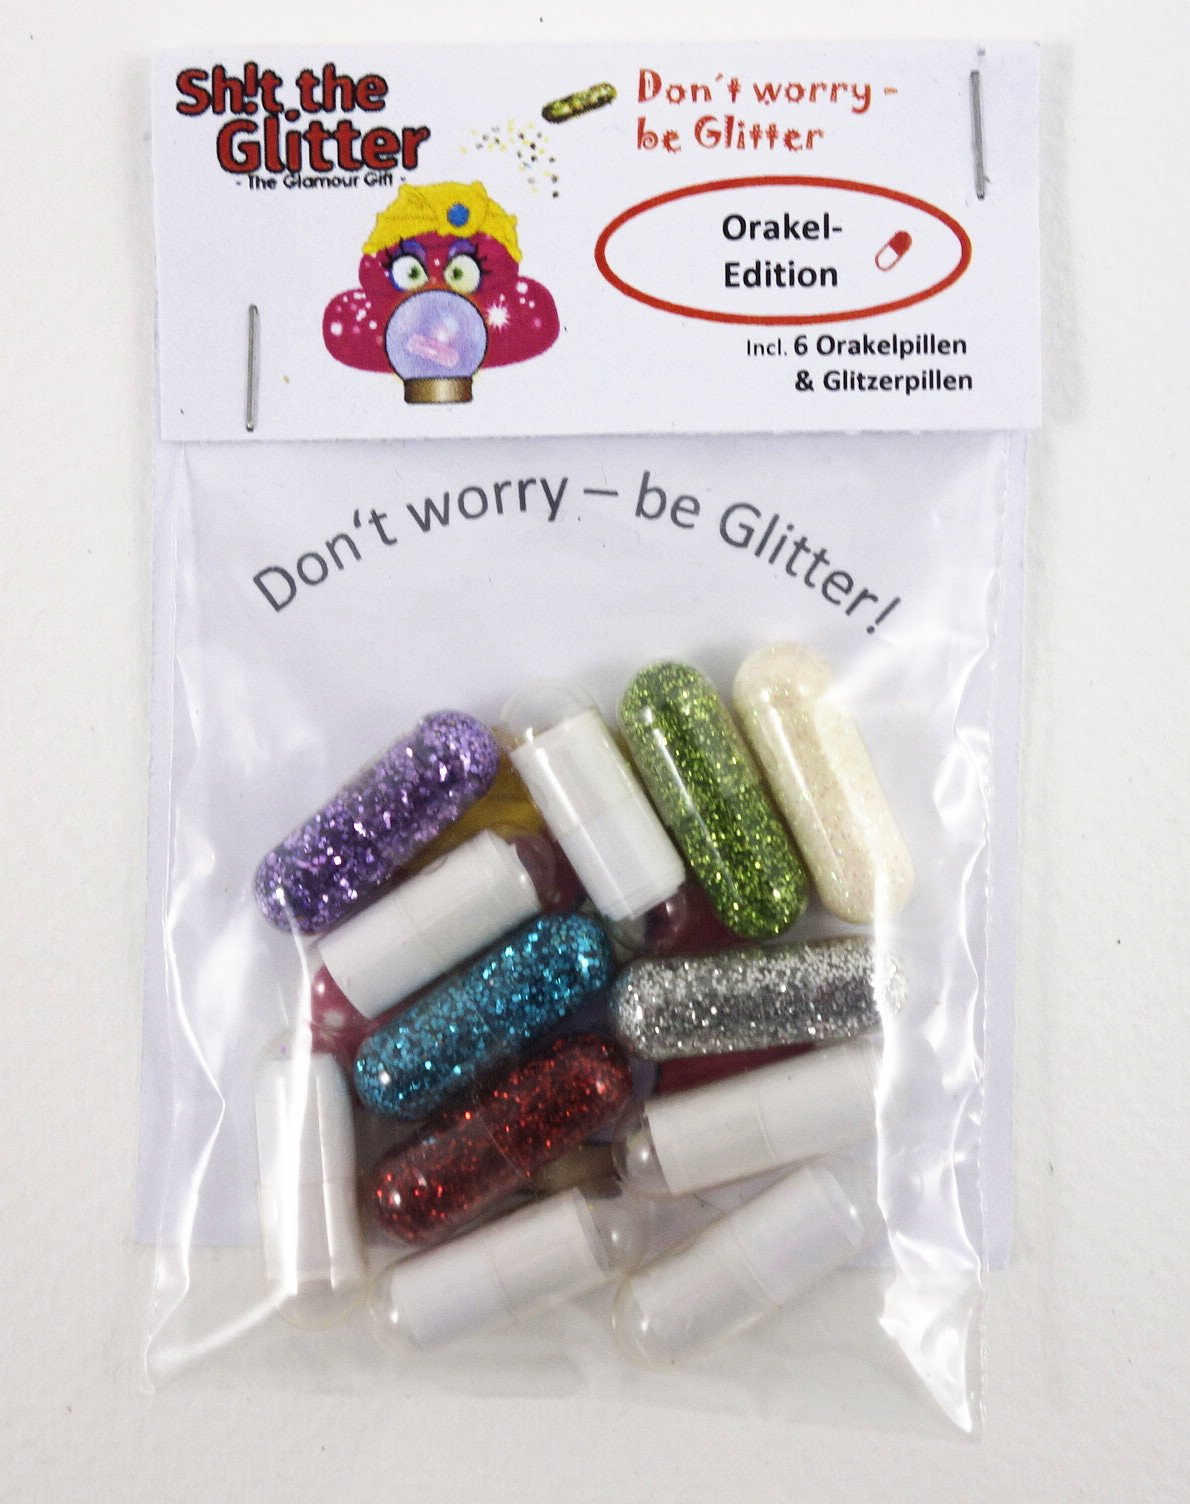 Sh!t the
Glitter
- The Glamour Gift -
Don´t worry -
be Glitter
Orakel-
Edition
Incl. 6 Orakelpillen
& Glitzerpillen
Don‘t worry – be Glitter!